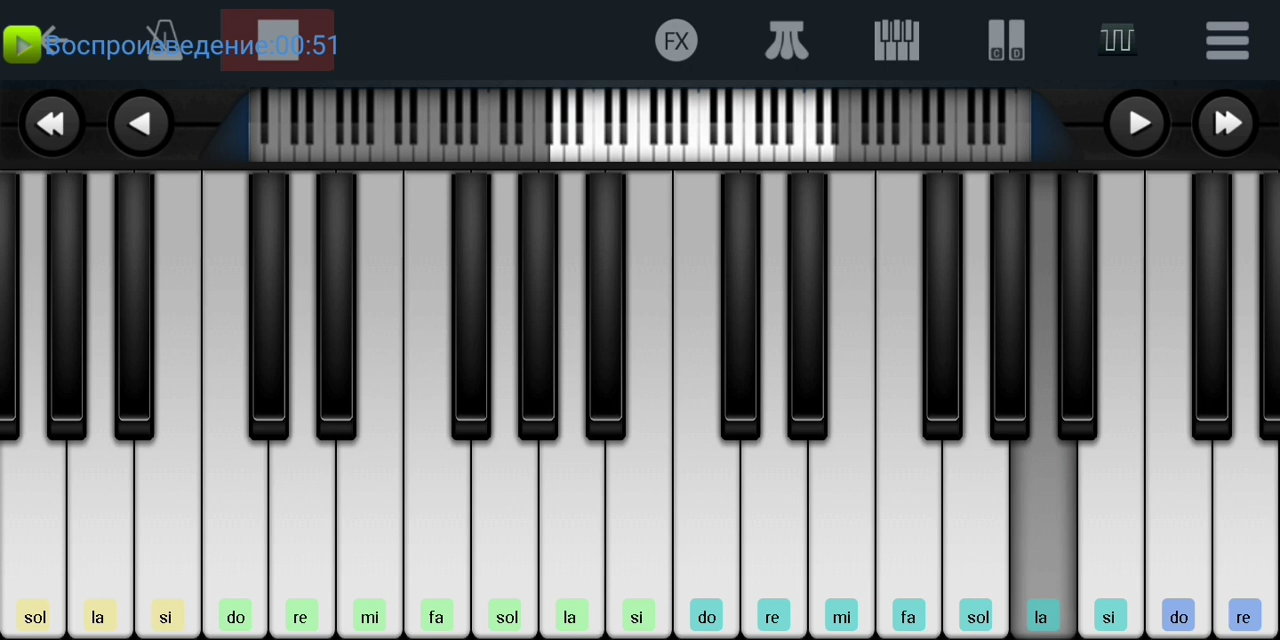 Воспроизведение:00:51
FX
C D
sol la si do re mi fa sol la si do re mi fa sol la si do re